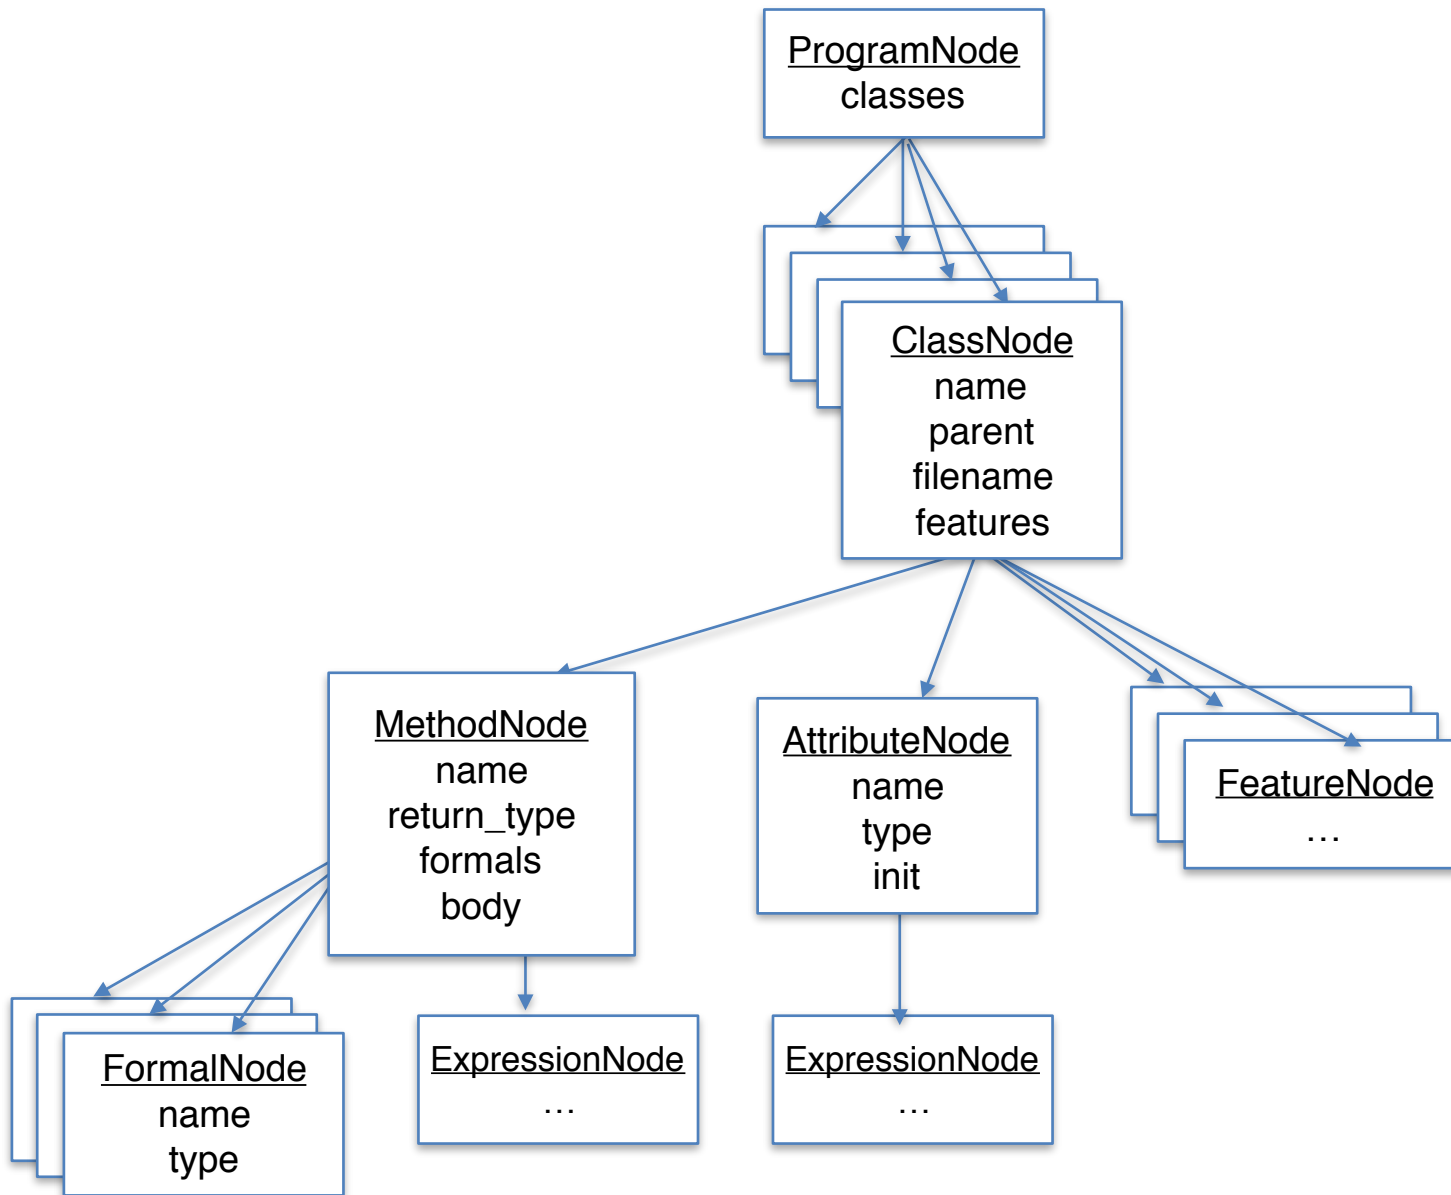 ProgramNode
classes
ClassNode
name
parent
filename
features
MethodNode
name
return_type
formals
body
AttributeNode
name
type
init
FeatureNode
...
FormalNode
name
type
ExpressionNode
...
ExpressionNode
...